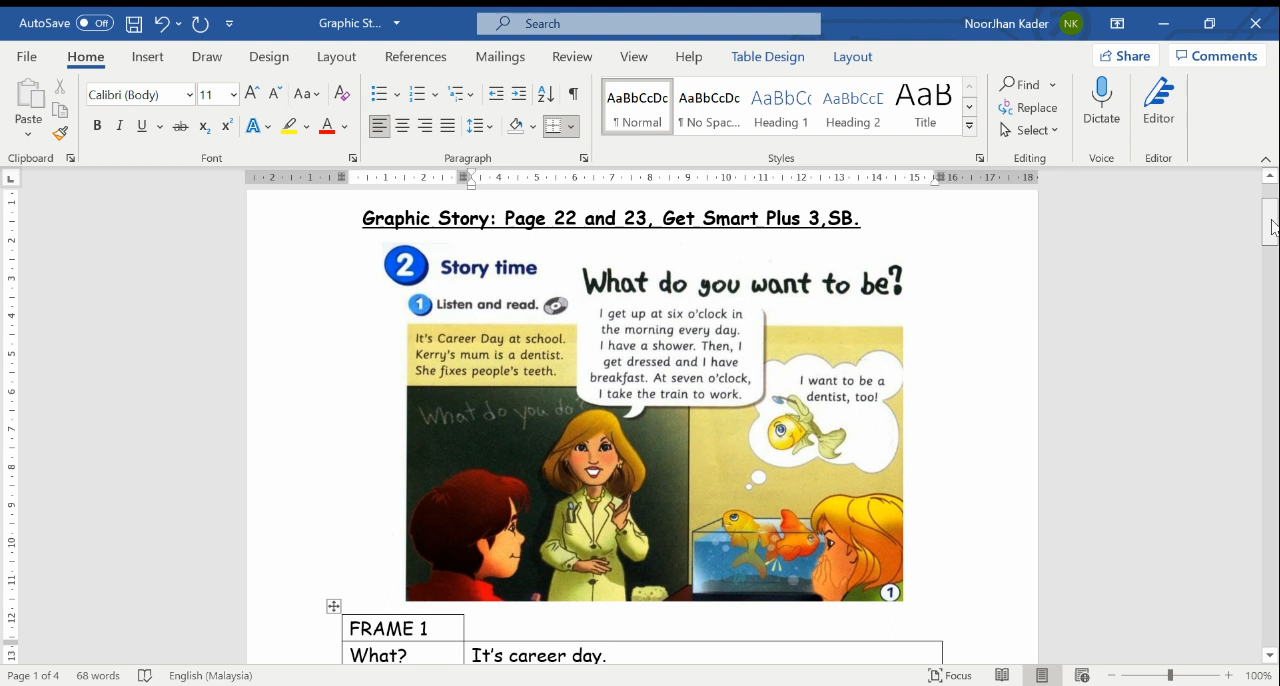 AutoSave Off Graphic St... Search NoorJhan Kader NK
File Home Insert Draw Design Layout References Mailings Review View Help Table Design Layout Share Comments
Paste Calibri (Body) 11 Aa AaBbCcDc AaBbCcDc AaBbCc AaBbCcE AaB Find Replace Select Dictate Editor
¶ Normal ¶ No Spac... Heading 1 Heading 2 Title
Clipboard Font Paragraph Styles Editing Voice Editor
Graphic Story: Page 22 and 23, Get Smart Plus 3,SB.
2 Story time
What do you want to be?
1 Listen and read.
It's Career Day at school.
Kerry's mum is a dentist.
She fixes people's teeth.
I get up at six o'clock in
the morning every day.
I have a shower. Then, I
get dressed and I have
breakfast. At seven o'clock,
I take the train to work.
I want to be a
dentist, too!
What do you do?
1
FRAME 1
What? It's career day.
Page 1 of 4 68 words English (Malaysia) Focus 100%